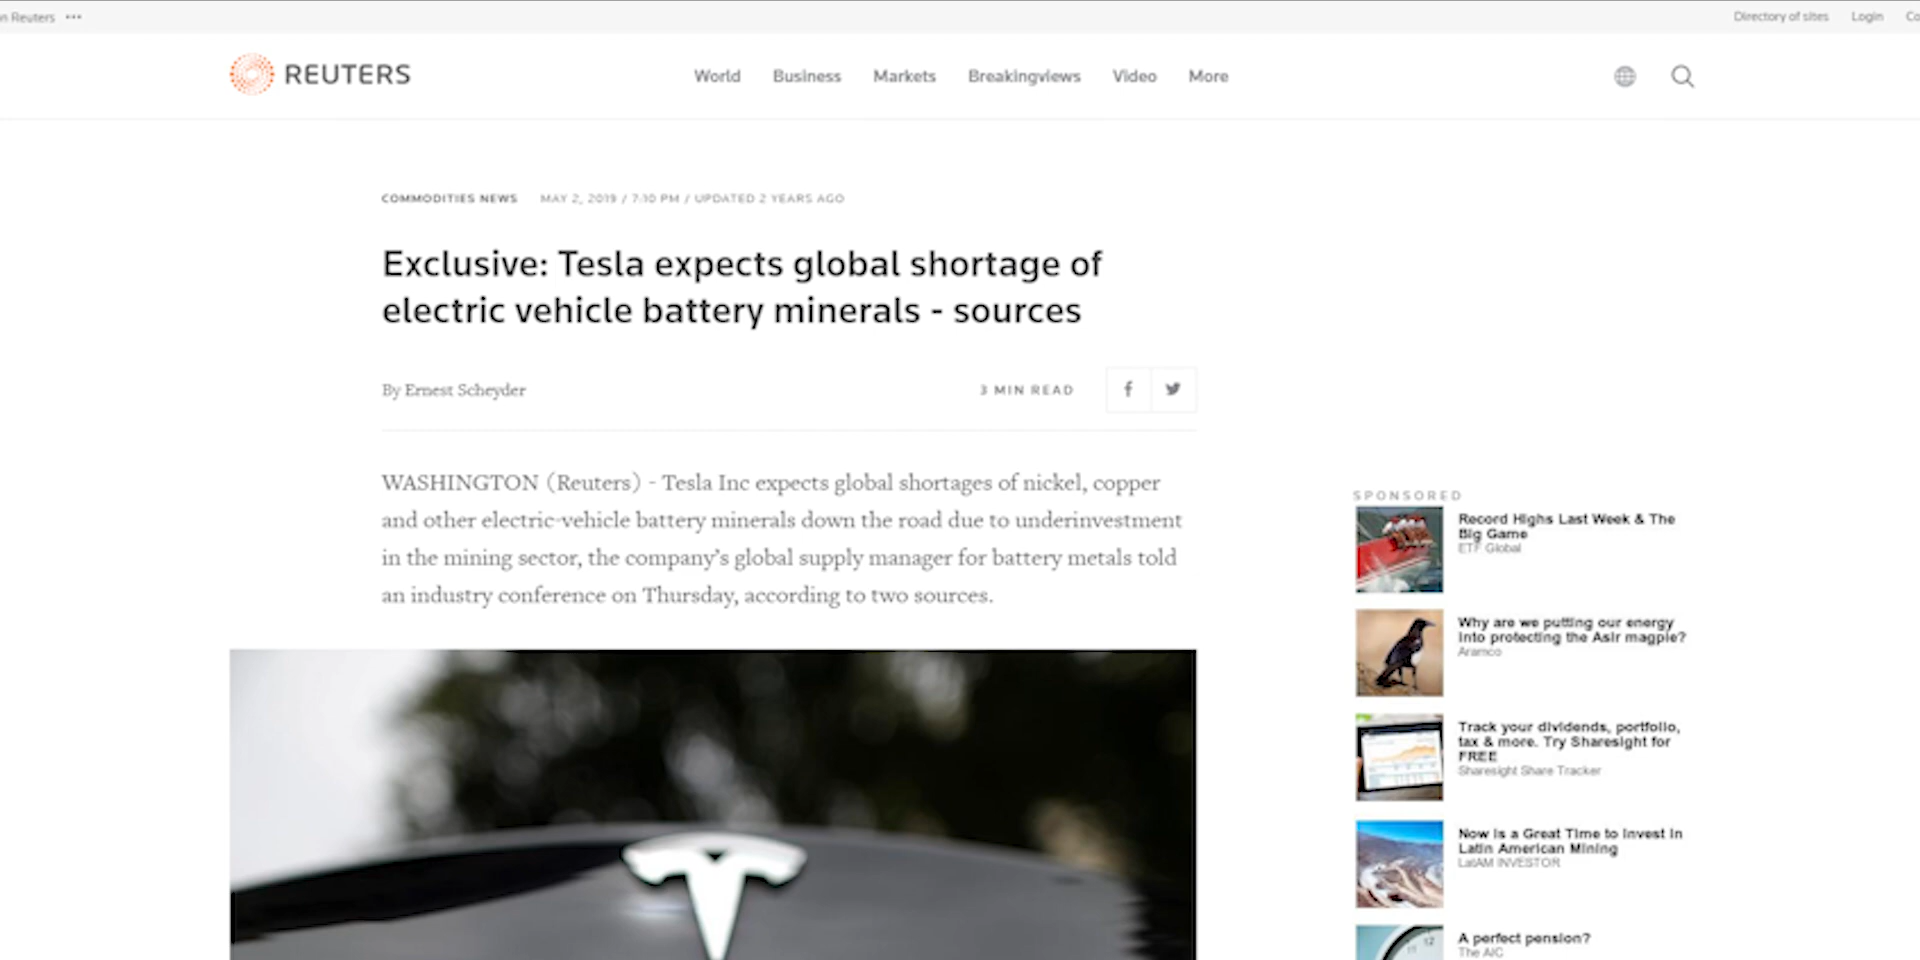 n Reuters
Directory of sites Login Co
REUTERS
World Business Markets Breakingviews Video More
COMMODITIES NEWS MAY 2, 2019 / 7:10 PM / UPDATED 2 YEARS AGO
Exclusive: Tesla expects global shortage of
electric vehicle battery minerals - sources
By Ernest Scheyder
3 MIN READ
WASHINGTON (Reuters) - Tesla Inc expects global shortages of nickel, copper
and other electric-vehicle battery minerals down the road due to underinvestment
in the mining sector, the company’s global supply manager for battery metals told
an industry conference on Thursday, according to two sources.
SPONSORED
Record Highs Last Week & The
Big Game
ETF Global
Why are we putting our energy
into protecting the Asir magpie?
Aramco
Track your dividends, portfolio,
tax & more. Try Sharesight for
FREE
Sharesight Share Tracker
Now is a Great Time to Invest in
Latin American Mining
LatAM INVESTOR
A perfect pension?
The AIC